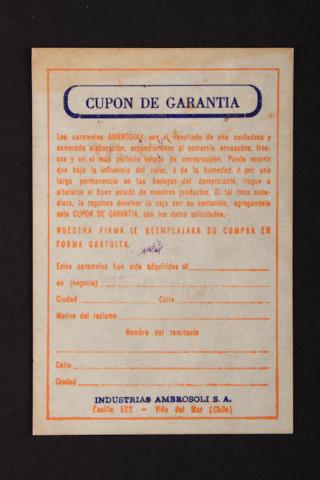 CUPON DE GARANTIA
Los caramelos AMBROSOLI son el resultado de una cuidadosa y
esmerada elaboración, expendiéndose al comercio envasados, fres-
cos y en el más perfecto estado de conservación. Puede ocurrir
que bajo la influencia del calor, ó de la humedad, ó por una
larga permanencia en las bodegas del comerciante, llegue a
alterarse el buen estado de nuestros productos. Si tal cosa suce-
diera, le rogamos devolver la caja con su contenido, agregándole
este CUPON DE GARANTIA, con los datos solicitados.-
NUESTRA FIRMA LE REEMPLAZARA SU COMPRA EN
FORMA GRATUITA.
Estos caramelos han sido adquiridos el
en (negocio)
Ciudad Calle
Motivo del reclamo
Nombre del remitente
Calle
Ciudad
INDUSTRIAS AMBROSOLI S. A.
Casilla 522 - Viña del Mar (Chile)